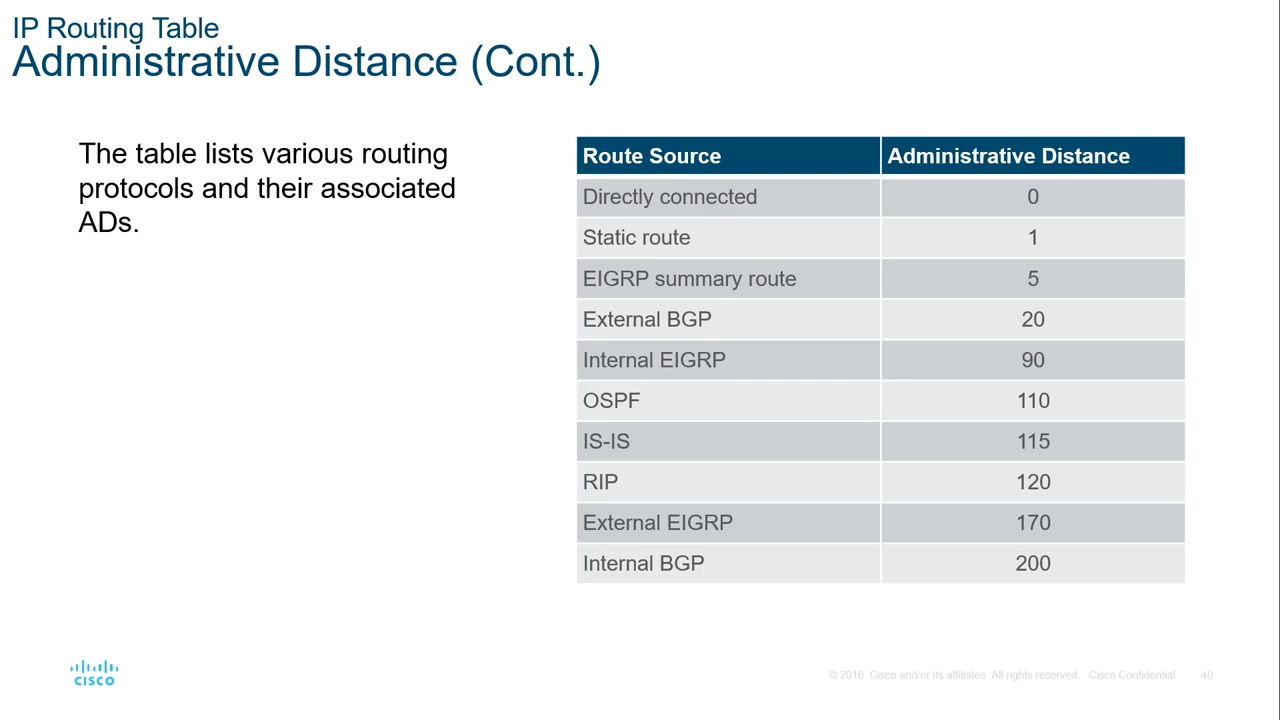 IP Routing Table
Administrative Distance (Cont.)
The table lists various routing
protocols and their associated
ADs.
Route Source Administrative Distance
Directly connected 0
Static route 1
EIGRP summary route 5
External BGP 20
Internal EIGRP 90
OSPF 110
IS-IS 115
RIP 120
External EIGRP 170
Internal BGP 200
CISCO
© 2016 Cisco and/or its affiliates. All rights reserved. Cisco Confidential 40